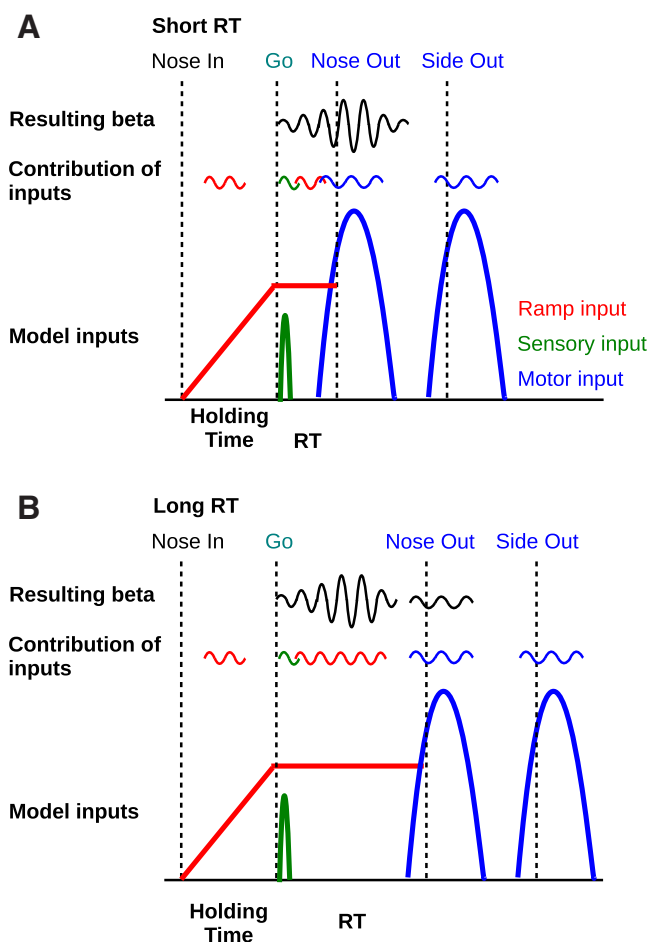 A
Short RT
Nose In Go Nose Out Side Out
Resulting beta
Contribution of
inputs
Ramp input
Model inputs
Sensory input
Motor input
Holding
Time
RT
B
Long RT
Nose In Go Nose Out Side Out
Resulting beta
Contribution of
inputs
Model inputs
Holding
Time
RT